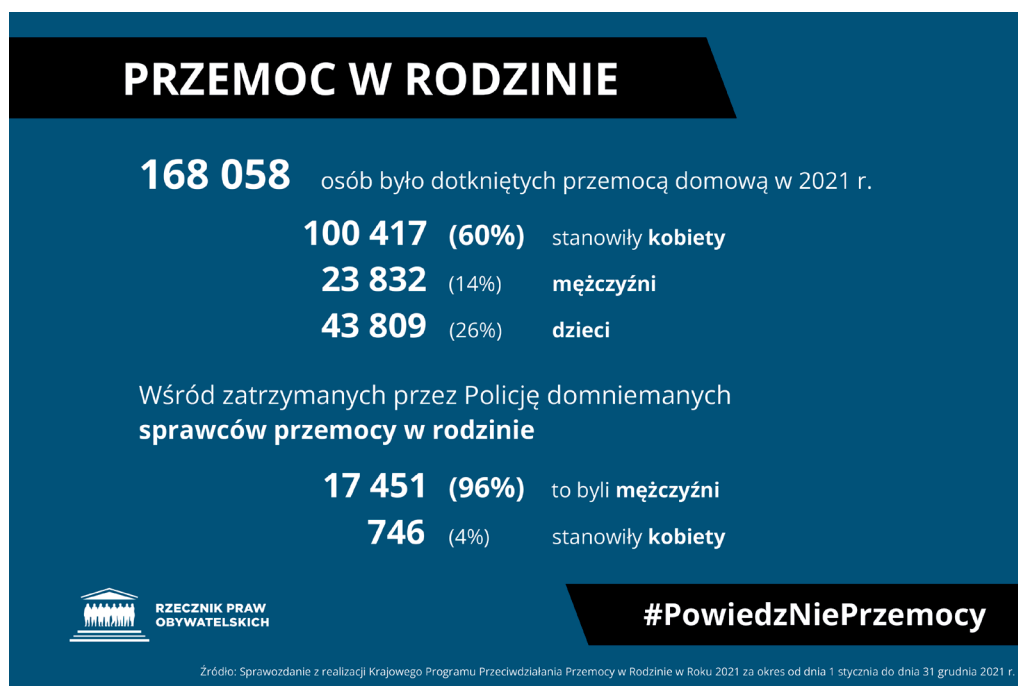 PRZEMOC W RODZINIE
168 058 osób było dotkniętych przemocą domową w 2021 r.
100 417 (60%) stanowiły kobiety
23 832 (14%) mężczyźni
43 809 (26%) dzieci
Wśród zatrzymanych przez Policję domniemanych
sprawców przemocy w rodzinie
17 451 (96%) to byli mężczyźni
746 (4%) stanowiły kobiety
RZECZNIK PRAW
OBYWATELSKICH
#PowiedzNiePrzemocy
Źródło: Sprawozdanie z realizacji Krajowego Programu Przeciwdziałania Przemocy w Rodzinie w Roku 2021 za okres od dnia 1 stycznia do dnia 31 grudnia 2021 r.